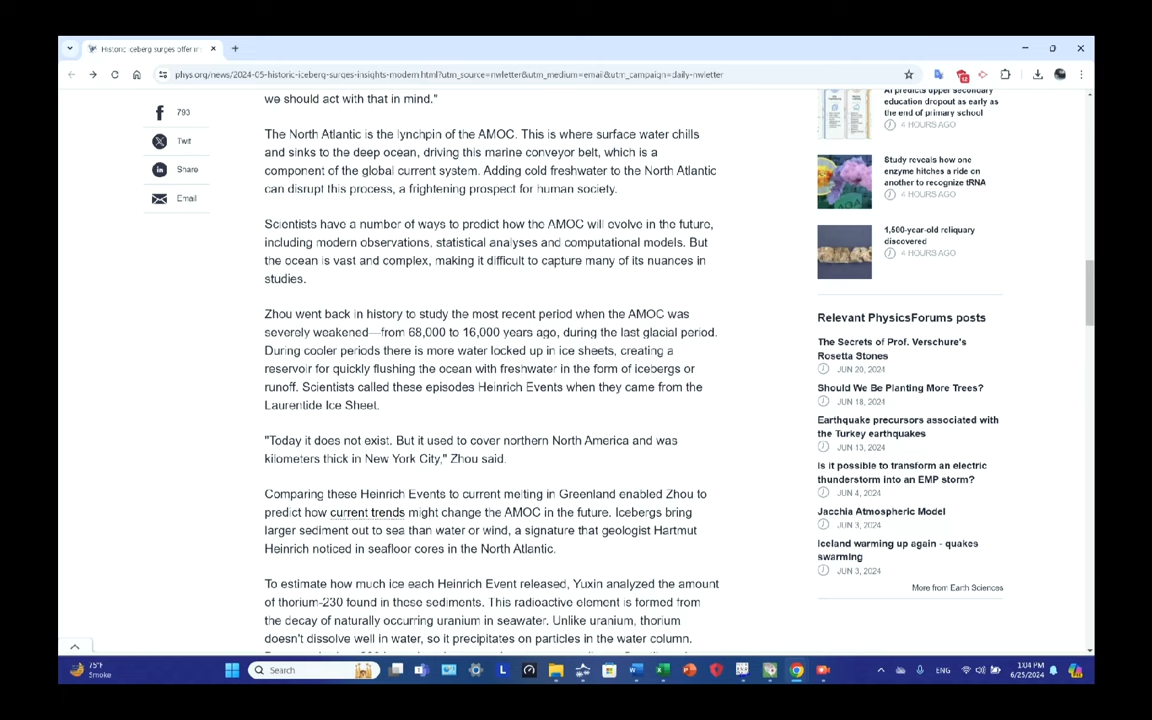 Historic iceberg surges offer in
phys.org/news/2024-05-historic-iceberg-surges-insights-modern.html?utm_source=nwletter&utm_medium=email&utm_campaign=daily-nwletter
12
793
Twit
Share
Email
we should act with that in mind."
The North Atlantic is the lynchpin of the AMOC. This is where surface water chills
and sinks to the deep ocean, driving this marine conveyor belt, which is a
component of the global current system. Adding cold freshwater to the North Atlantic
can disrupt this process, a frightening prospect for human society.
Scientists have a number of ways to predict how the AMOC will evolve in the future,
including modern observations, statistical analyses and computational models. But
the ocean is vast and complex, making it difficult to capture many of its nuances in
studies.
Zhou went back in history to study the most recent period when the AMOC was
severely weakened—from 68,000 to 16,000 years ago, during the last glacial period.
During cooler periods there is more water locked up in ice sheets, creating a
reservoir for quickly flushing the ocean with freshwater in the form of icebergs or
runoff. Scientists called these episodes Heinrich Events when they came from the
Laurentide Ice Sheet.
"Today it does not exist. But it used to cover northern North America and was
kilometers thick in New York City," Zhou said.
Comparing these Heinrich Events to current melting in Greenland enabled Zhou to
predict how current trends might change the AMOC in the future. Icebergs bring
larger sediment out to sea than water or wind, a signature that geologist Hartmut
Heinrich noticed in seafloor cores in the North Atlantic.
To estimate how much ice each Heinrich Event released, Yuxin analyzed the amount
of thorium-230 found in these sediments. This radioactive element is formed from
the decay of naturally occurring uranium in seawater. Unlike uranium, thorium
doesn't dissolve well in water, so it precipitates on particles in the water column.
AI predicts upper secondary
education dropout as early as
the end of primary school
4 HOURS AGO
Study reveals how one
enzyme hitches a ride on
another to recognize tRNA
4 HOURS AGO
1,500-year-old reliquary
discovered
4 HOURS AGO
Relevant PhysicsForums posts
The Secrets of Prof. Verschure's
Rosetta Stones
JUN 20, 2024
Should We Be Planting More Trees?
JUN 18, 2024
Earthquake precursors associated with
the Turkey earthquakes
JUN 13, 2024
Is it possible to transform an electric
thunderstorm into an EMP storm?
JUN 4, 2024
Jacchia Atmospheric Model
JUN 3, 2024
Iceland warming up again - quakes
swarming
JUN 3, 2024
More from Earth Sciences
75°F
Smoke
Search
ENG
1:04 PM
6/25/2024